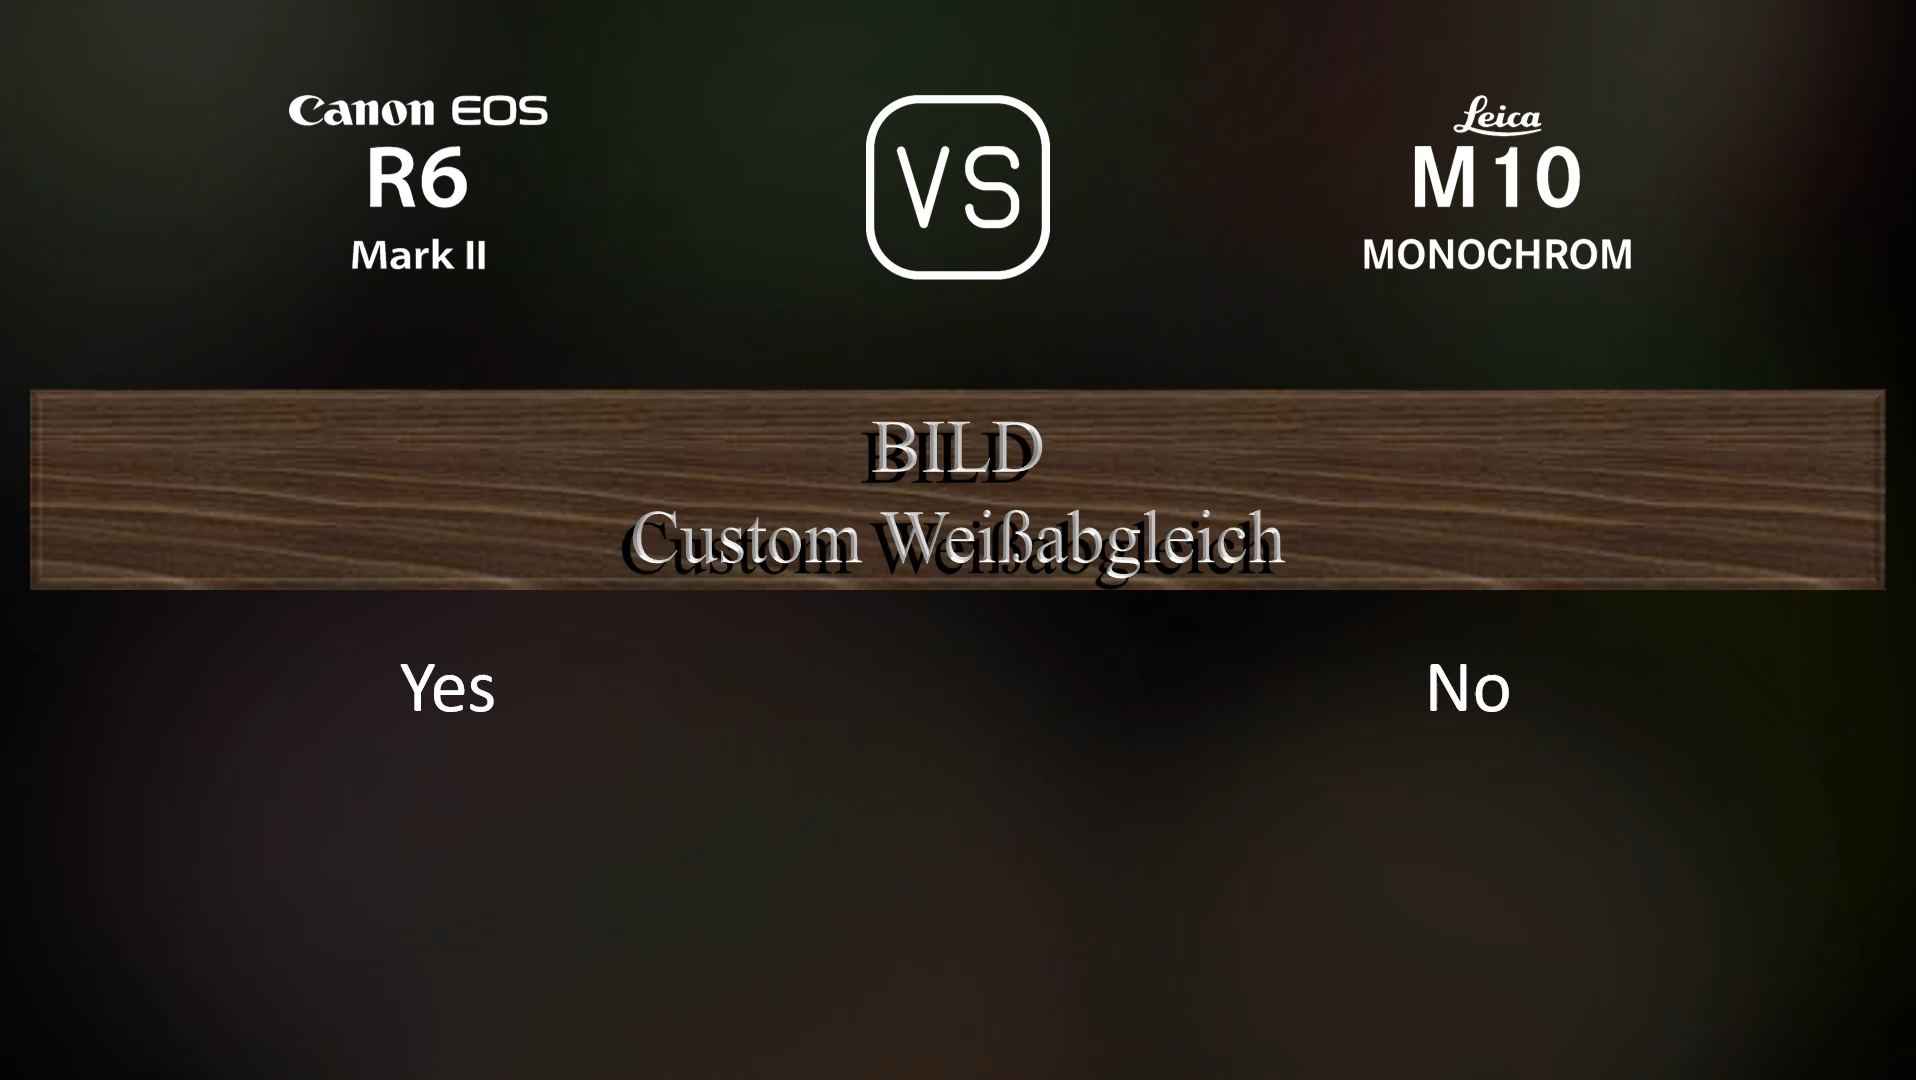 Canon EOS
R6
Mark II
VS
Leica
M10
MONOCHROM
BILD
Custom Weißabgleich
Yes
No